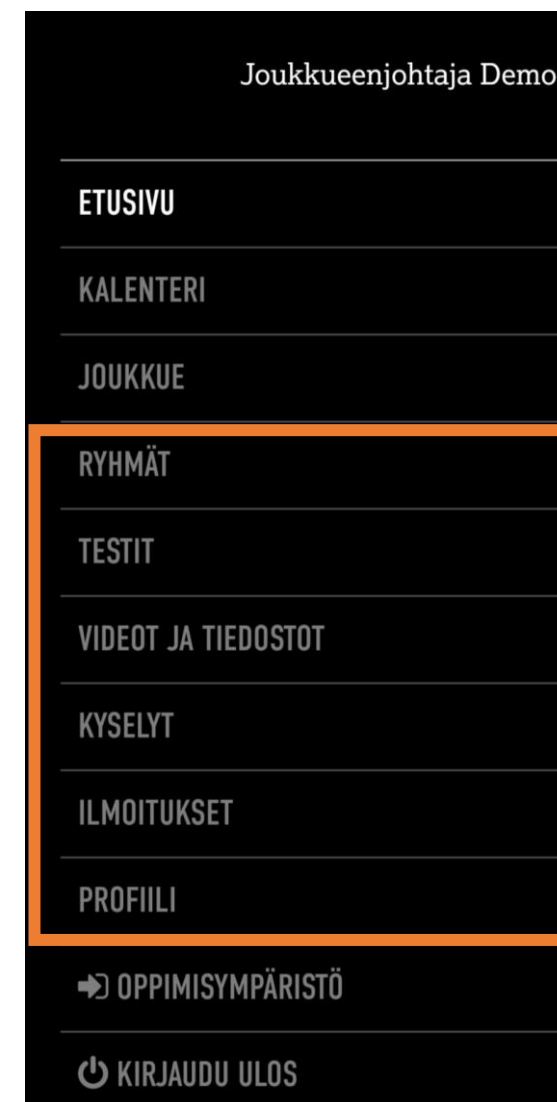 Joukkueenjohtaja Demo
ETUSIVU
KALENTERI
JOUKKUE
RYHMÄT
TESTIT
VIDEOT JA TIEDOSTOT
KYSELYT
ILMOITUKSET
PROFIILI
OPPIMISYMPÄRISTÖ
KIRJAUDU ULOS